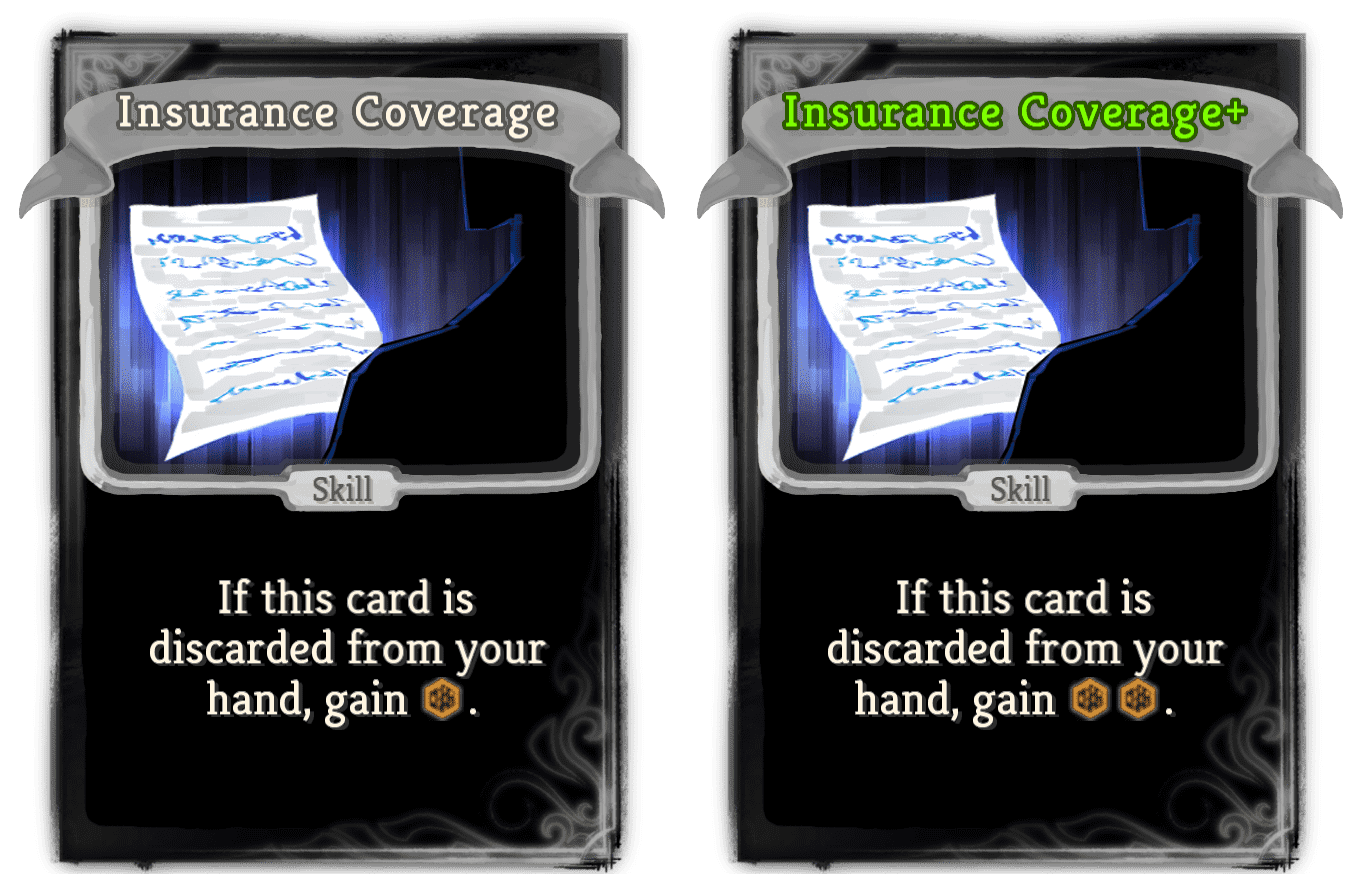 Insurance Coverage
Skill
If this card is
discarded from your
hand, gain .
Insurance Coverage+
Skill
If this card is
discarded from your
hand, gain .